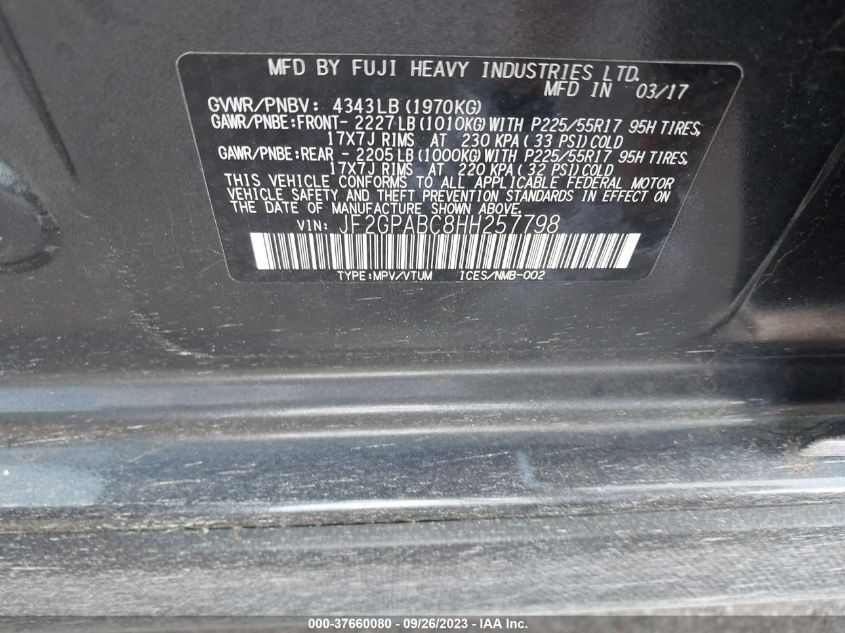 MFD BY FUJI HEAVY INDUSTRIES LTD.
MFD IN 03/17
GVWR/PNBV: 4343LB (1970KG)
GAWR/PNBE:FRONT- 2227LB (1010KG) WITH P225/55R17 95H TIRES,
17X7J RIMS AT 230 KPA ( 33 PSI) COLD
GAWR/PNBE:REAR - 2205LB (1000KG) WITH P225/55R17 95H TIRES,
17X7J RIMS AT 220 KPA ( 32 PSI) COLD
THIS VEHICLE CONFORMS TO ALL APPLICABLE FEDERAL MOTOR
VEHICLE SAFETY AND THEFT PREVENTION STANDARDS IN EFFECT ON
THE DATE OF MANUFACTURE SHOWN ABOVE.
VIN: JF2GPABC8HH257798
TYPE:MPV/VTUM ICES/NMB-002
000-37660080 - 09/26/2023 - IAA Inc.